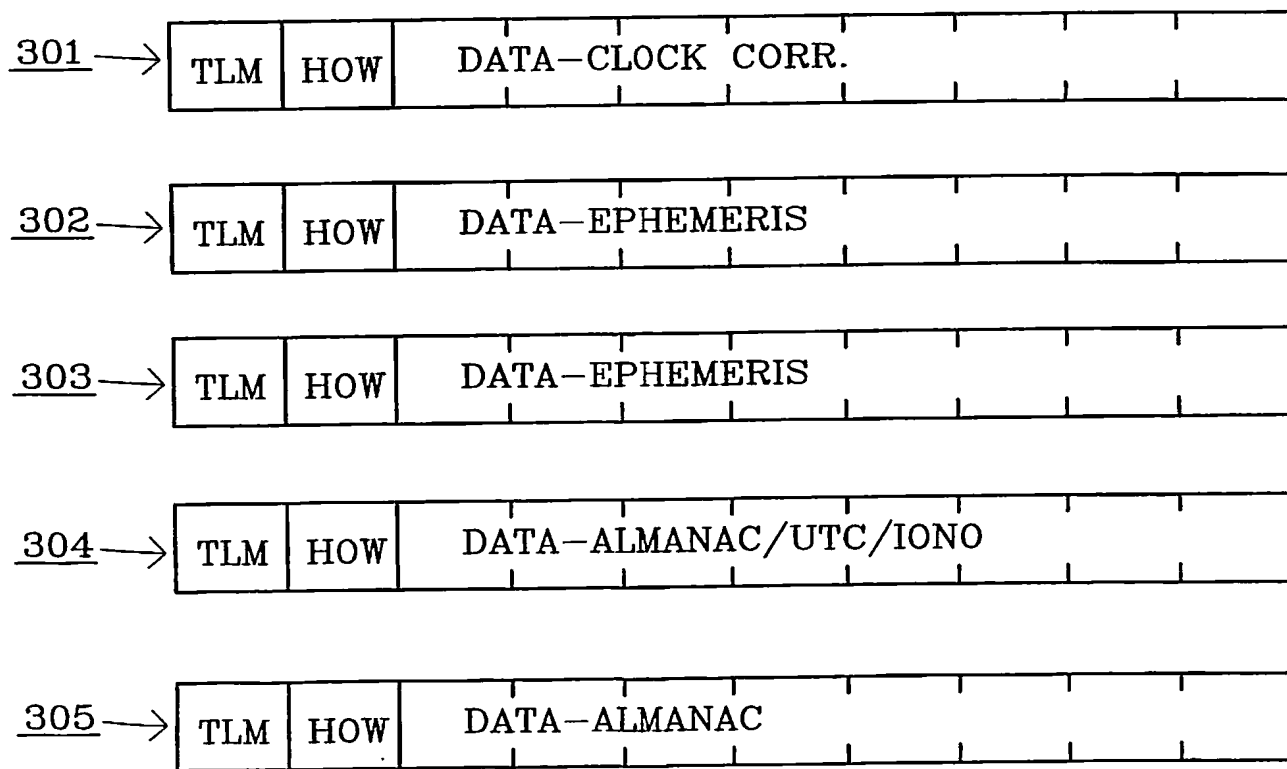 301 TLM HOW DATA-CLOCK CORR.
302 TLM HOW DATA-EPHEMERIS
303 TLM HOW DATA-EPHEMERIS
304 TLM HOW DATA-ALMANAC/UTC/IONO
305 TLM HOW DATA-ALMANAC